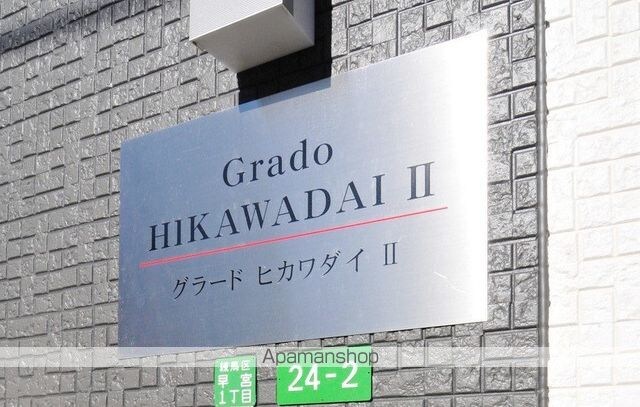 Grado
HIKAWADAI II
グラード ヒカワダイ II
Apamanshop
練馬区
早宮
1丁目
24-2